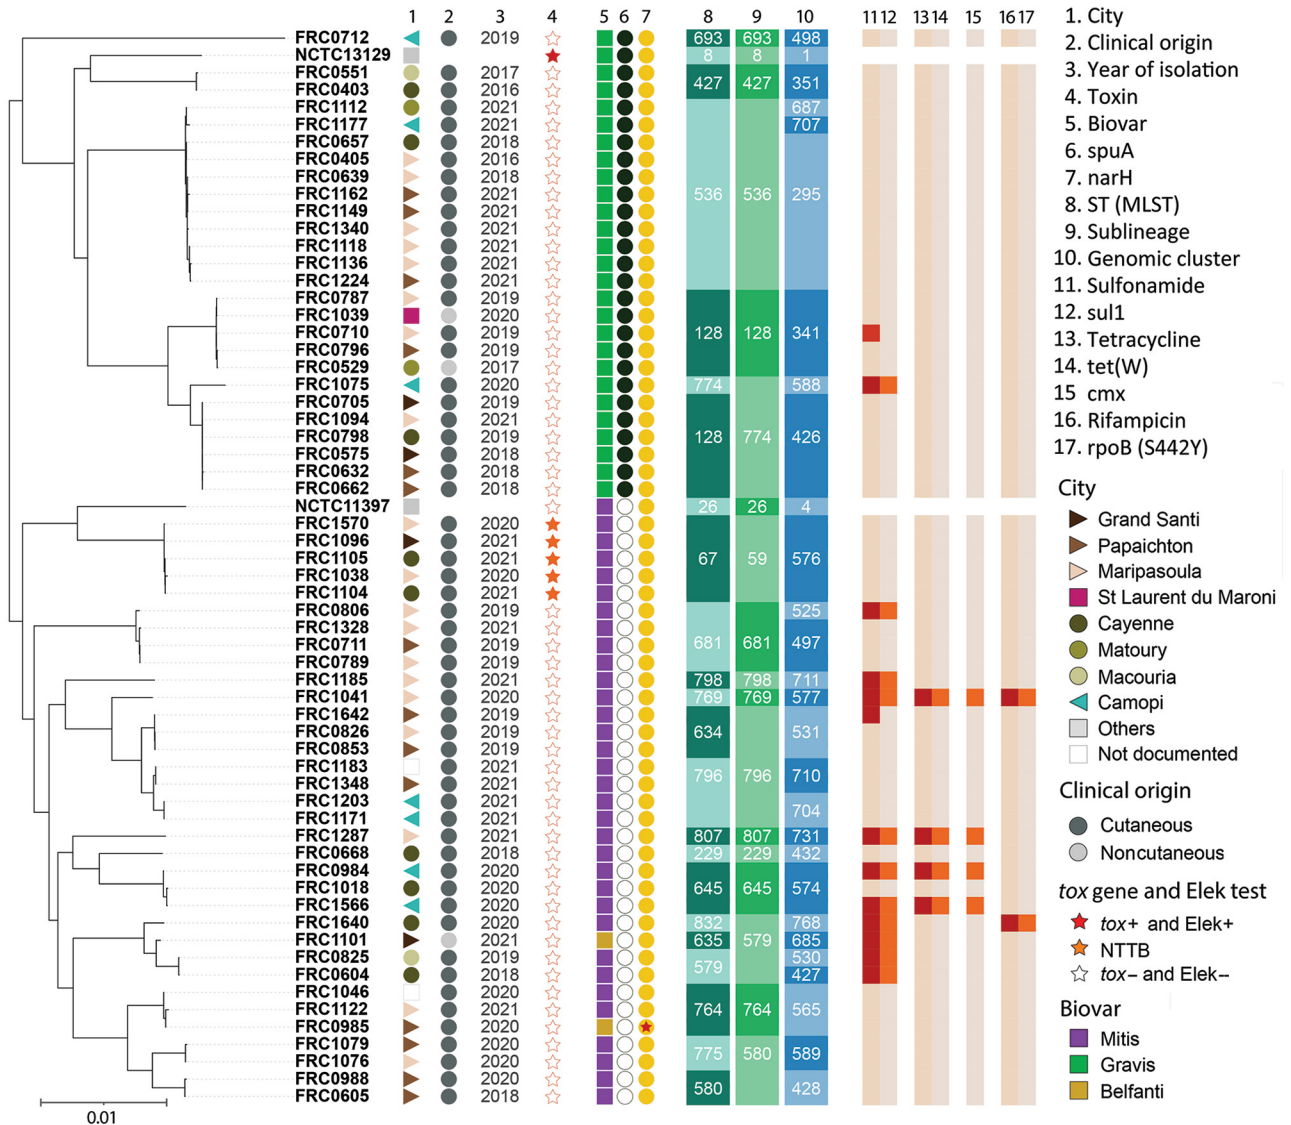 1 2 3 4 5 6 7 8 9 10 11 12 13 14 15 16 17
FRC0712 2019 693 693 498
NCTC13129 8 8 1
FRC0551 2017
FRC0403 2016 427 427 351
FRC1112 2021 687
FRC1177 2021 707
FRC0657 2018
FRC0405 2016
FRC0639 2018
FRC1162 2021 536 536 295
FRC1149 2021
FRC1340 2021
FRC1118 2021
FRC1136 2021
FRC1224 2021
FRC0787 2019
FRC1039 2020
FRC0710 2019 128 128 341
FRC0796 2019
FRC0529 2017
FRC1075 2020 774 588
FRC0705 2019
FRC1094 2021
FRC0798 2019 128 774 426
FRC0575 2018
FRC0632 2018
FRC0662 2018
NCTC11397 26 26 4
FRC1570 2020
FRC1096 2021
FRC1105 2021 67 59 576
FRC1038 2020
FRC1104 2021
FRC0806 2019 525
FRC1328 2021
FRC0711 2019 681 681 497
FRC0789 2019
FRC1185 2021 798 798 711
FRC1041 2020 769 769 577
FRC1642 2019
FRC0826 2019 634 531
FRC0853 2019
FRC1183 2021 796 796 710
FRC1348 2021
FRC1203 2021 704
FRC1171 2021
FRC1287 2021 807 807 731
FRC0668 2018 229 229 432
FRC0984 2020
FRC1018 2020 645 645 574
FRC1566 2020
FRC1640 2020 832 768
FRC1101 2021 635 579 685
FRC0825 2019 579 530
FRC0604 2018 427
FRC1046 2020
FRC1122 2021 764 764 565
FRC0985 2020
FRC1079 2020 775 580 589
FRC1076 2020
FRC0988 2020 580 428
FRC0605 2018
0.01
1. City
2. Clinical origin
3. Year of isolation
4. Toxin
5. Biovar
6. spuA
7. narH
8. ST (MLST)
9. Sublineage
10. Genomic cluster
11. Sulfonamide
12. sul1
13. Tetracycline
14. tet(W)
15 cmx
16. Rifampicin
17. rpoB (S442Y)
City
Grand Santi
Papaichton
Maripasoula
St Laurent du Maroni
Cayenne
Matoury
Macouria
Camopi
Others
Not documented
Clinical origin
Cutaneous
Noncutaneous
tox gene and Elek test
tox+ and Elek+
NTTB
tox– and Elek--
Biovar
Mitis
Gravis
Belfanti